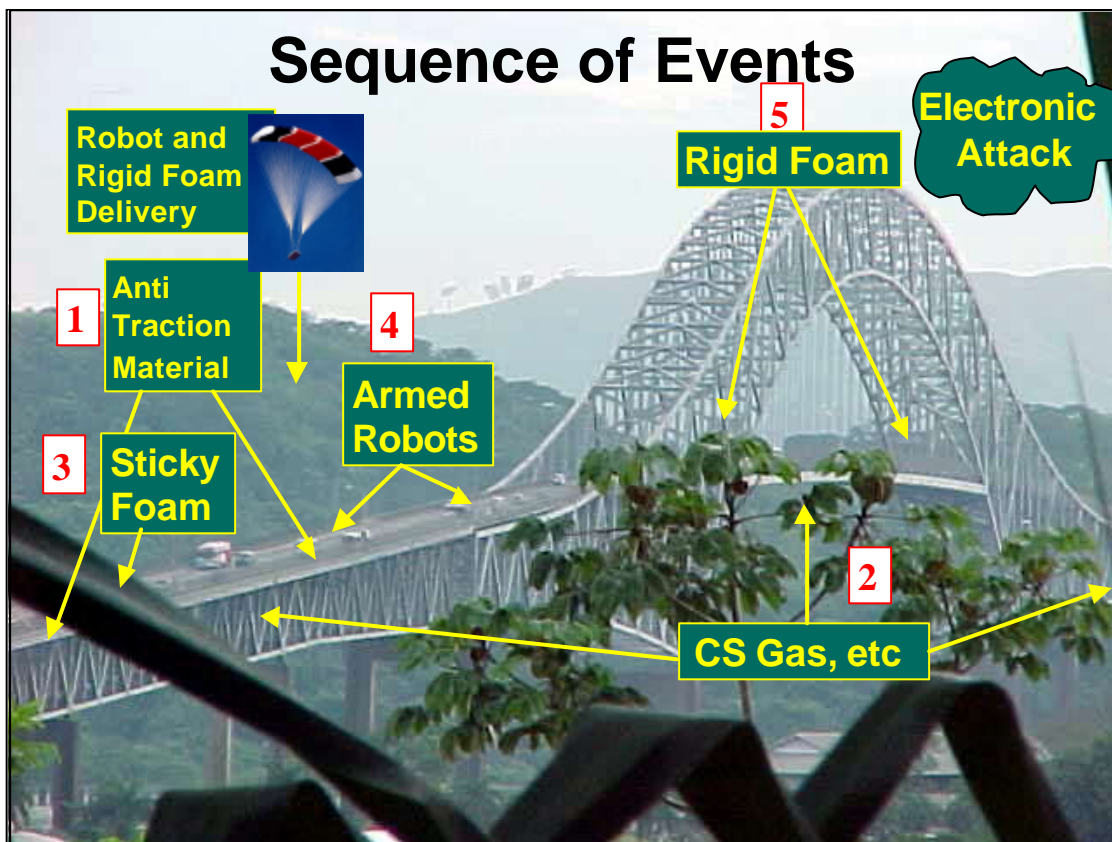 Sequence of Events
Robot and
Rigid Foam
Delivery
5
Rigid Foam
Electronic
Attack
1
Anti
Traction
Material
4
Armed
Robots
3
Sticky
Foam
2
CS Gas, etc